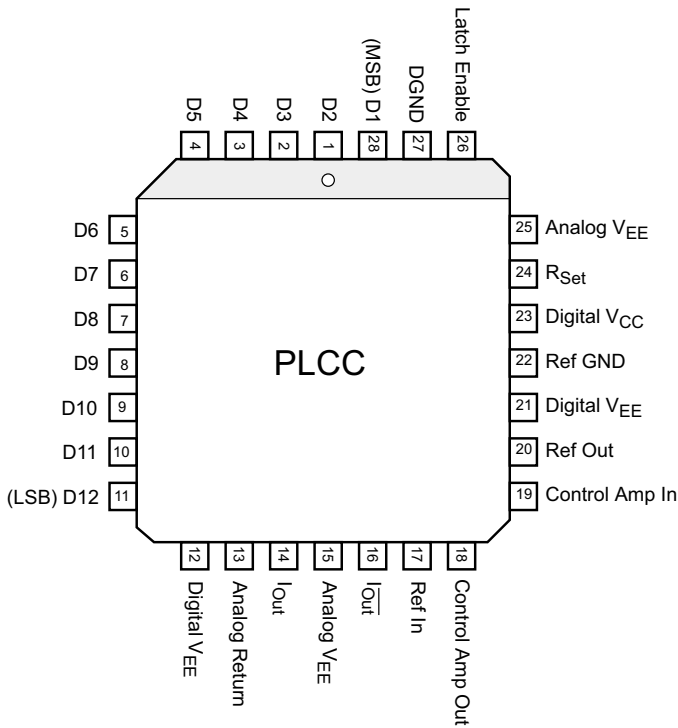 D5
D4
D3
D2
(MSB) D1
DGND
Latch Enable
4
3
2
1
28
27
26
D6 5
D7 6
D8 7
D9 8
D10 9
D11 10
(LSB) D12 11
PLCC
25 Analog VEE
24 RSet
23 Digital VCC
22 Ref GND
21 Digital VEE
20 Ref Out
19 Control Amp In
12
13
14
15
16
17
18
Digital VEE
Analog Return
IOut
Analog VEE
IOut
Ref In
Control Amp Out